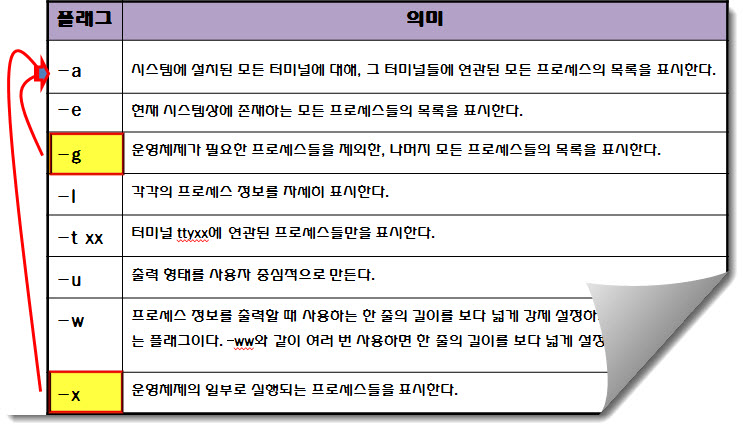 플래그 의미
-a 시스템에 설치된 모든 터미널에 대해, 그 터미널들에 연관된 모든 프로세스의 목록을 표시한다.
-e 현재 시스템상에 존재하는 모든 프로세스들의 목록을 표시한다.
-g 운영체제가 필요한 프로세스들을 제외한, 나머지 모든 프로세스들의 목록을 표시한다.
-l 각각의 프로세스 정보를 자세히 표시한다.
-t xx 터미널 ttyxx에 연관된 프로세스들만을 표시한다.
-u 출력 형태를 사용자 중심적으로 만든다.
-w 프로세스 정보를 출력할 때 사용하는 한 줄의 길이를 보다 넓게 강제 설정하
는 플래그이다. -ww와 같이 여러 번 사용하면 한 줄의 길이를 보다 넓게 설정
-x 운영체제의 일부로 실행되는 프로세스들을 표시한다.